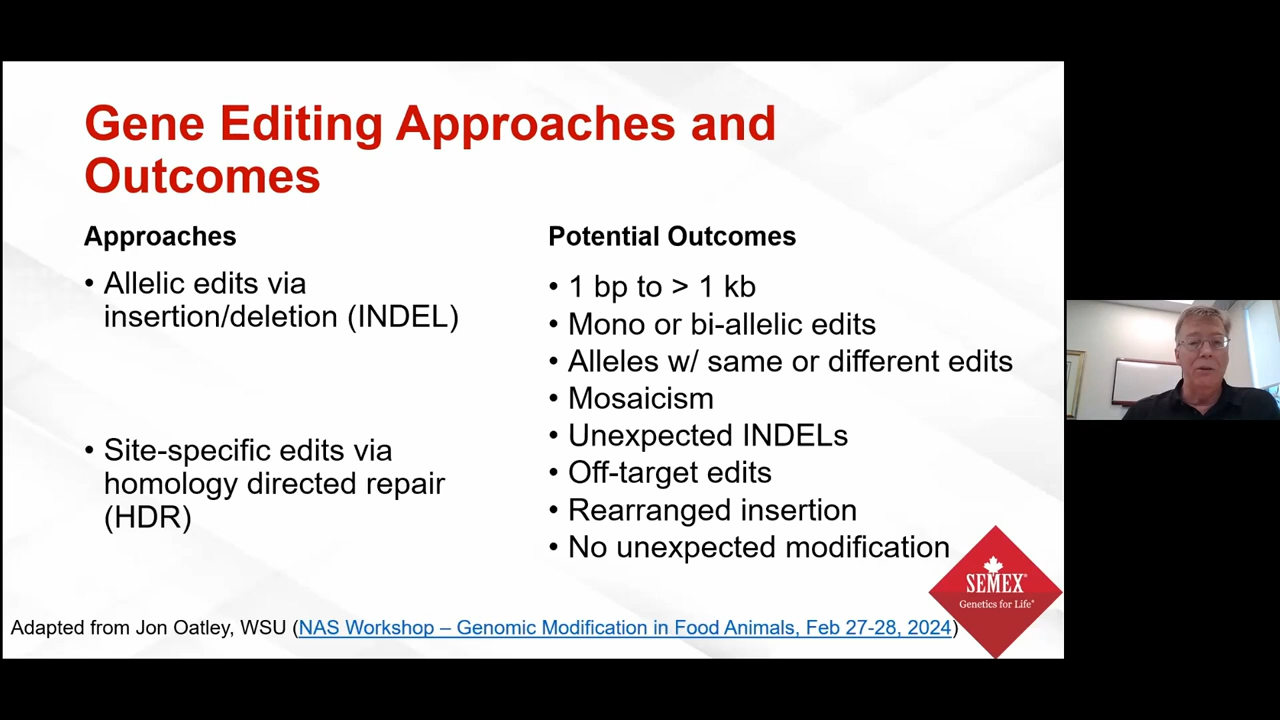 Gene Editing Approaches and
Outcomes
Approaches
• Allelic edits via
insertion/deletion (INDEL)
• Site-specific edits via
homology directed repair
(HDR)
Potential Outcomes
• 1 bp to > 1 kb
• Mono or bi-allelic edits
• Alleles w/ same or different edits
• Mosaicism
• Unexpected INDELs
• Off-target edits
• Rearranged insertion
• No unexpected modification
SEMEX®
Genetics for Life®
Adapted from Jon Oatley, WSU (NAS Workshop – Genomic Modification in Food Animals, Feb 27-28, 2024)